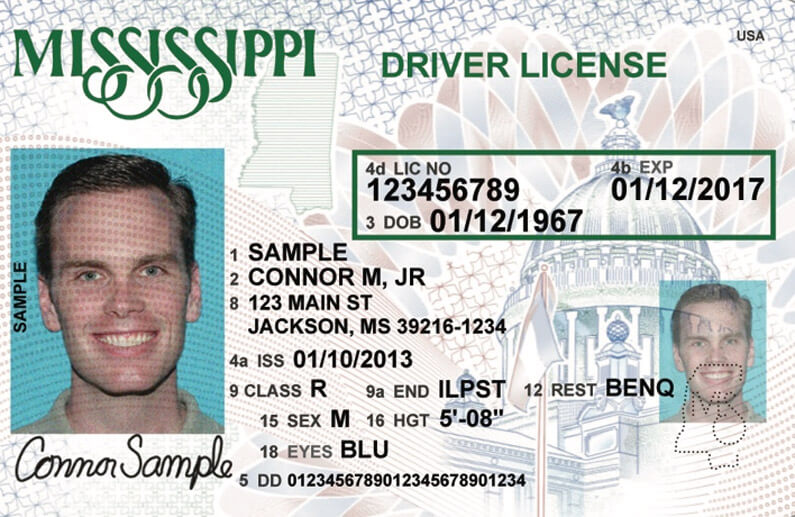 MISSISSIPPI
USA
DRIVER LICENSE
4d LIC NO 4b EXP
123456789 01/12/2017
3 DOB 01/12/1967
1 SAMPLE
2 CONNOR M, JR
8 123 MAIN ST
JACKSON, MS 39216-1234
4a ISS 01/10/2013
9 CLASS R 9a END ILPST 12 REST BENQ
15 SEX M 16 HGT 5'-08"
18 EYES BLU
5 DD 0123456789012345678901234
SAMPLE
Connor Sample